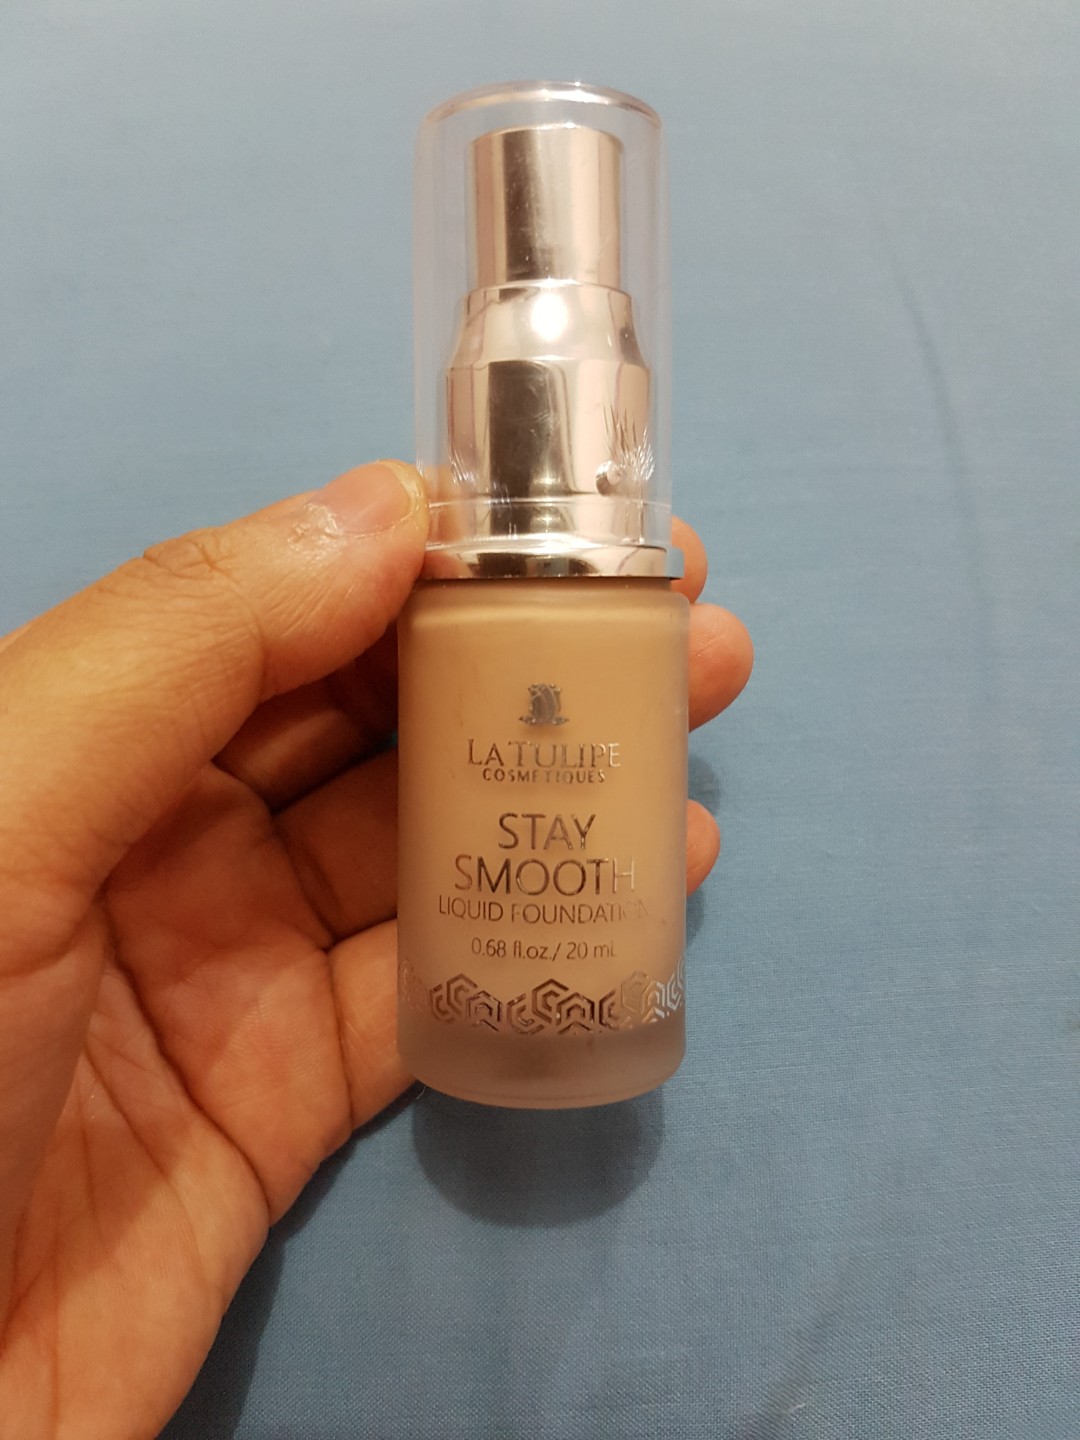 LA TULIPE
COSMETIQUES
STAY
SMOOTH
LIQUID FOUNDATION
0.68 fl.oz./ 20 mL